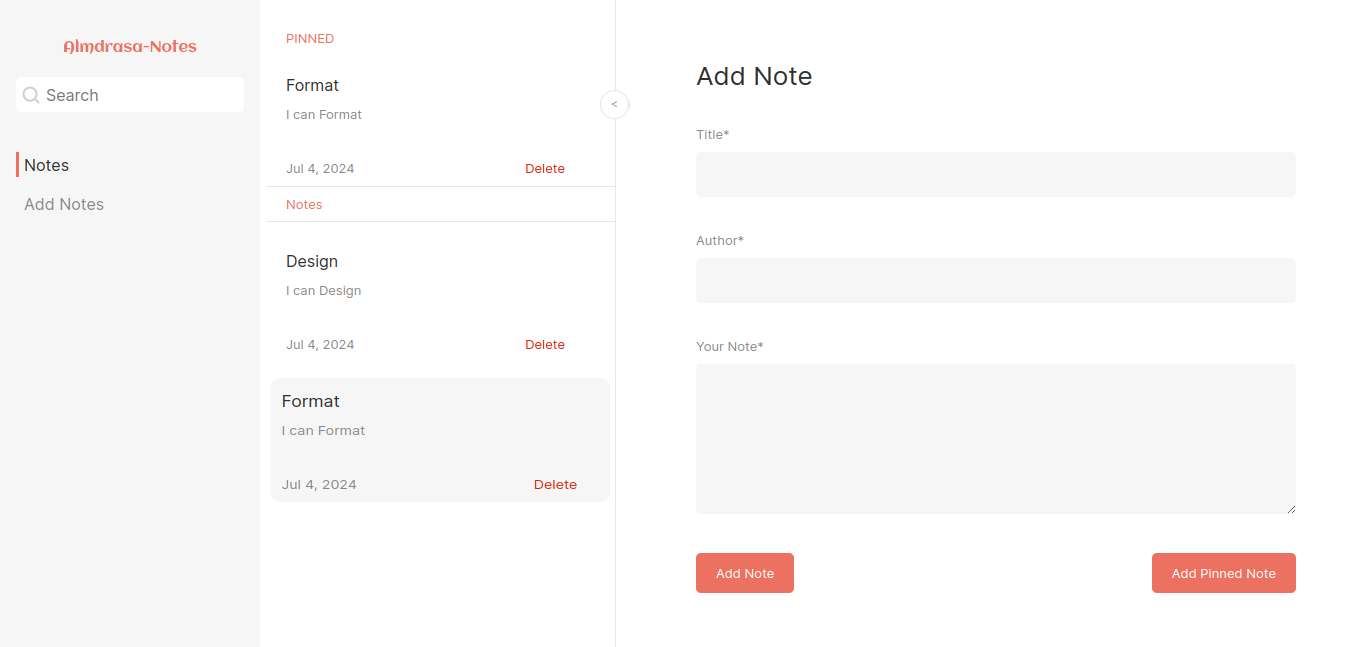 Almdrasa-Notes
Search
Notes
Add Notes
PINNED
Format
I can Format
Jul 4, 2024 Delete
Notes
Design
I can Design
Jul 4, 2024 Delete
Format
I can Format
Jul 4, 2024 Delete
<
Add Note
Title*
Author*
Your Note*
Add Note Add Pinned Note